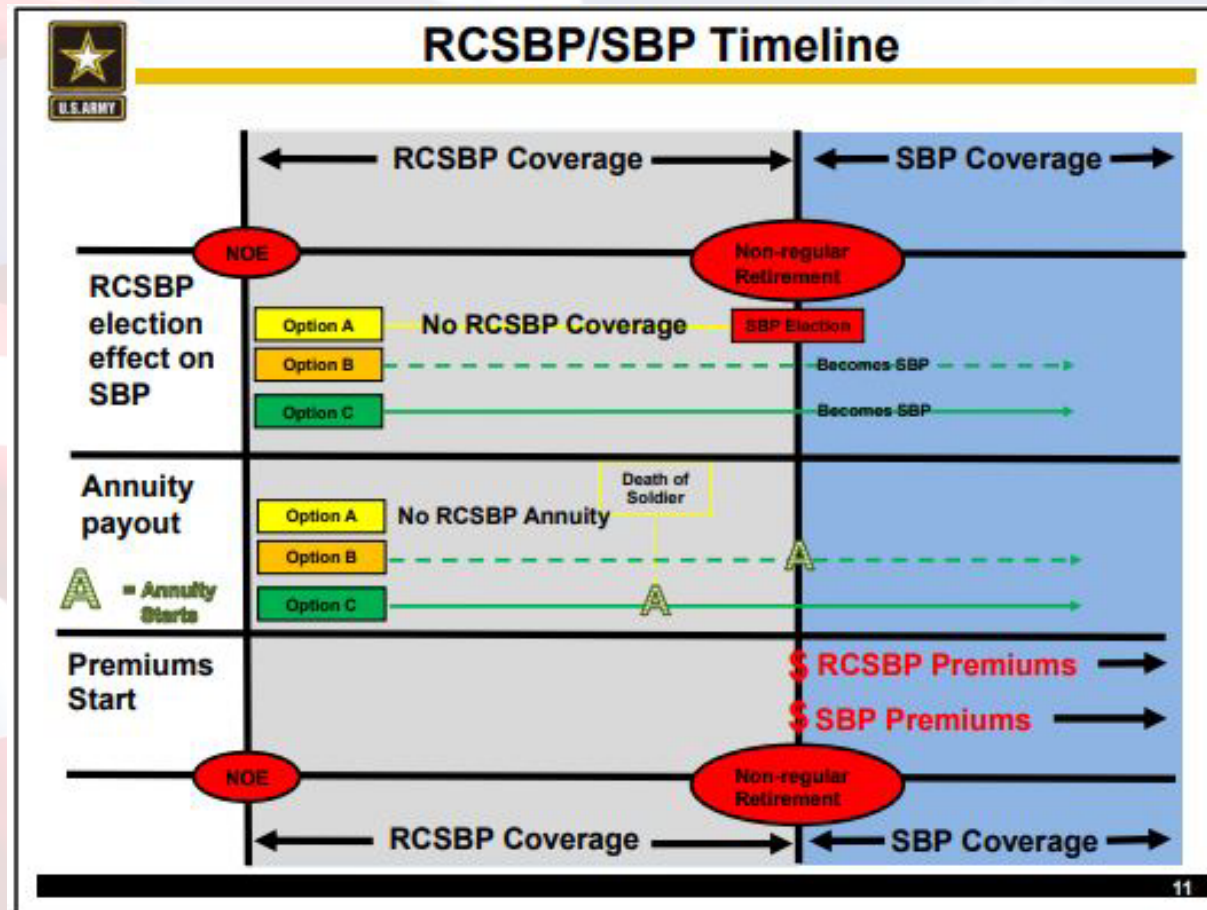 RCSBP/SBP Timeline
U.S.ARMY
RCSBP Coverage
SBP Coverage
NOE
Non-regular
Retirement
RCSBP
election
effect on
SBP
Option A
No RCSBP Coverage
SBP Election
Option B
Becomes SBP
Option C
Becomes SBP
Annuity
payout
Death of
Soldier
Option A
No RCSBP Annuity
Option B
A
A = Annuity
Starts
Option C
A
Premiums
Start
$ RCSBP Premiums
$ SBP Premiums
NOE
Non-regular
Retirement
RCSBP Coverage
SBP Coverage
11